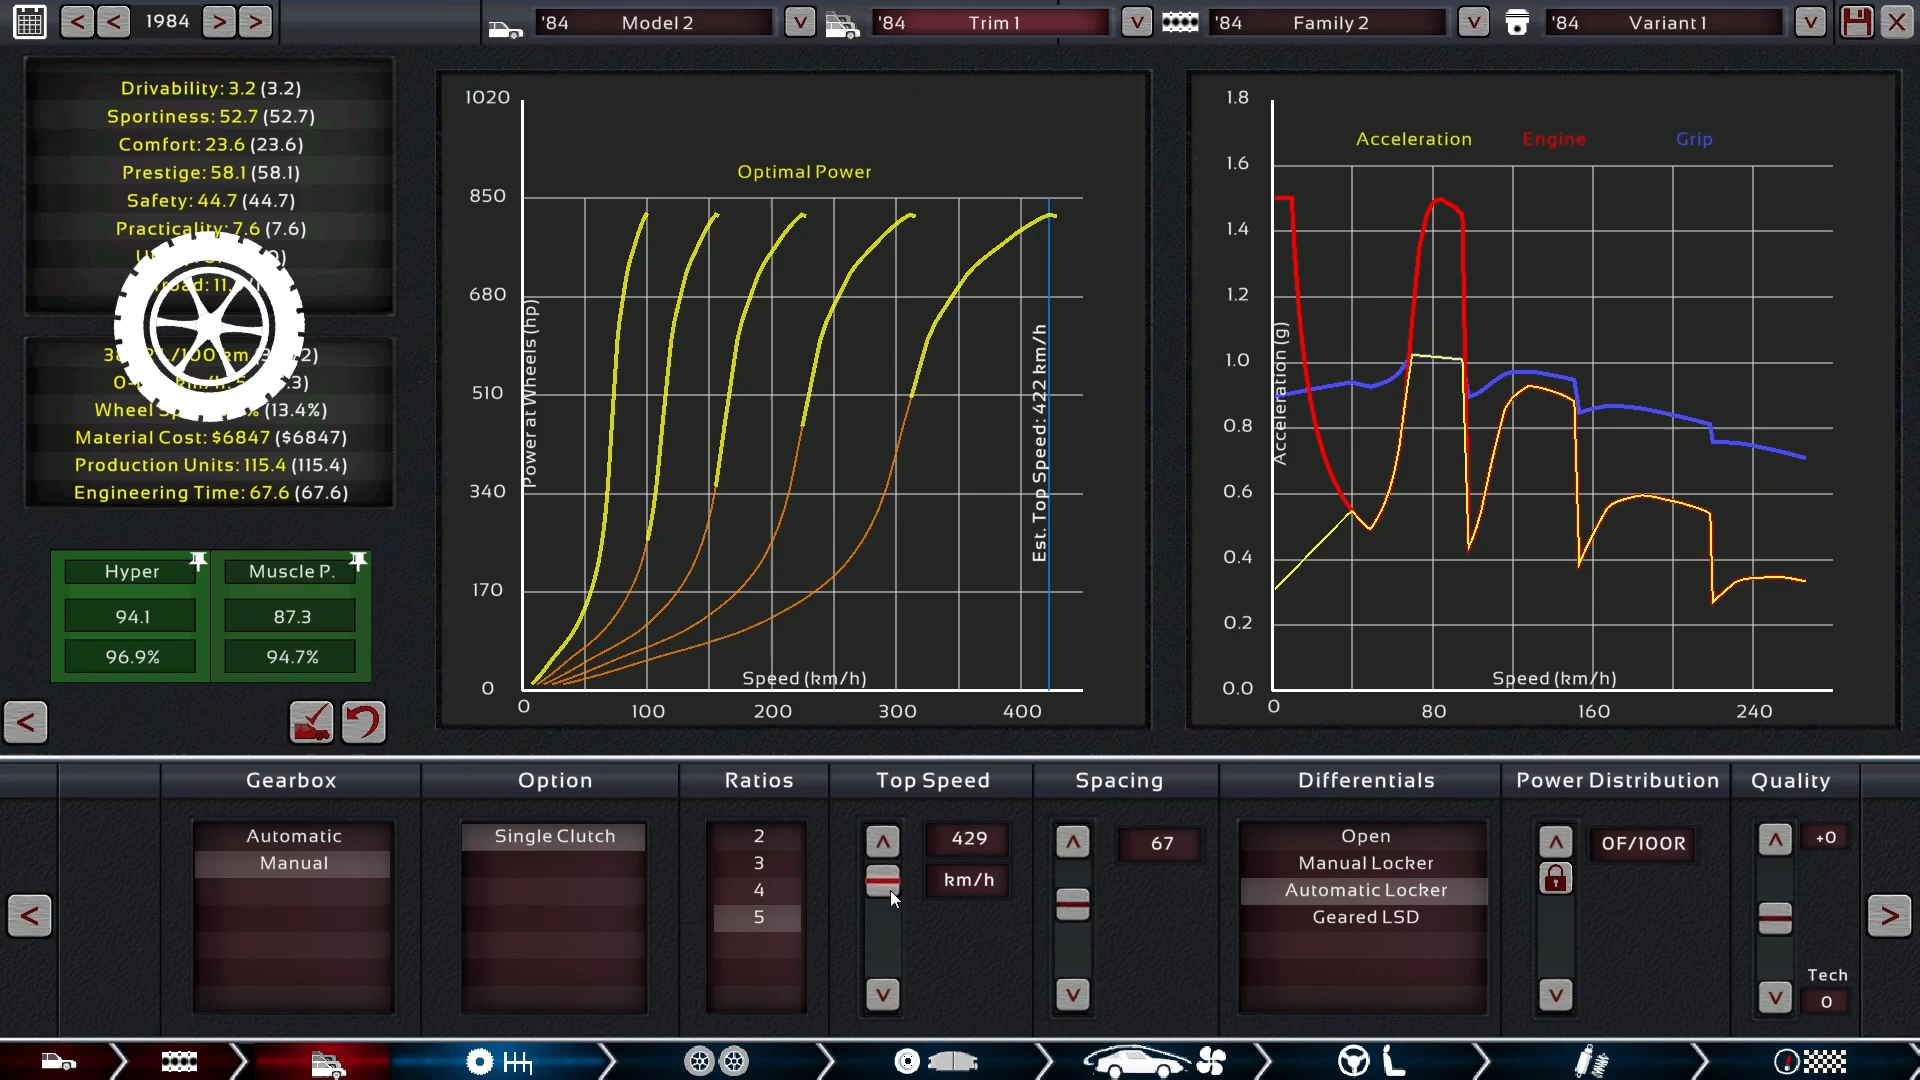 1984
'84 Model 2
'84 Trim 1
'84 Family 2
'84 Variant 1
Drivability: 3.2 (3.2)
Sportiness: 52.7 (52.7)
Comfort: 23.6 (23.6)
Prestige: 58.1 (58.1)
Safety: 44.7 (44.7)
Practicality: 7.6 (7.6)
L/100 km
Wheel (13.4%)
Material Cost: $6847 ($6847)
Production Units: 115.4 (115.4)
Engineering Time: 67.6 (67.6)
Hyper Muscle P.
94.1 87.3
96.9% 94.7%
1020
850
680
510
340
170
0
Optimal Power
Power at Wheels (hp)
Est. Top Speed: 422 km/h
Speed (km/h)
0 100 200 300 400
1.8
1.6
1.4
1.2
1.0
0.8
0.6
0.4
0.2
0.0
Acceleration Engine Grip
Acceleration (g)
Speed (km/h)
0 80 160 240
Gearbox
Automatic
Manual
Option
Single Clutch
Ratios
2
3
4
5
Top Speed
429
km/h
Spacing
67
Differentials
Open
Manual Locker
Automatic Locker
Geared LSD
Power Distribution
0F/100R
Quality
+0
Tech
0